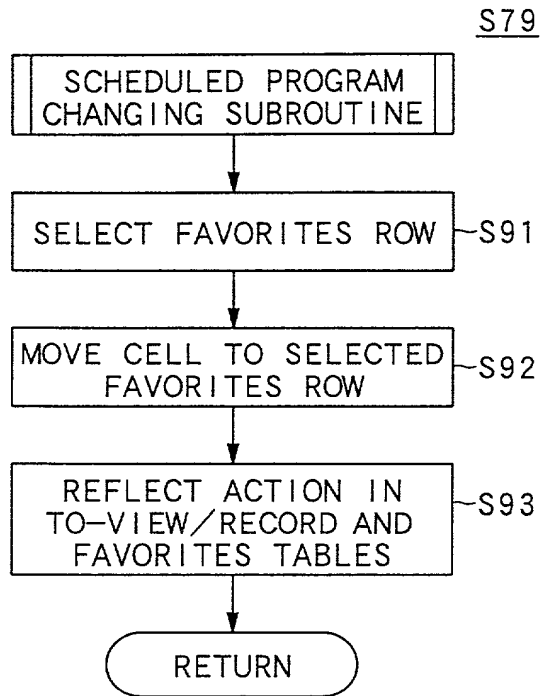 S79
SCHEDULED PROGRAM
CHANGING SUBROUTINE
SELECT FAVORITES ROW
S91
MOVE CELL TO SELECTED
FAVORITES ROW
S92
REFLECT ACTION IN
TO-VIEW/RECORD AND
FAVORITES TABLES
S93
RETURN